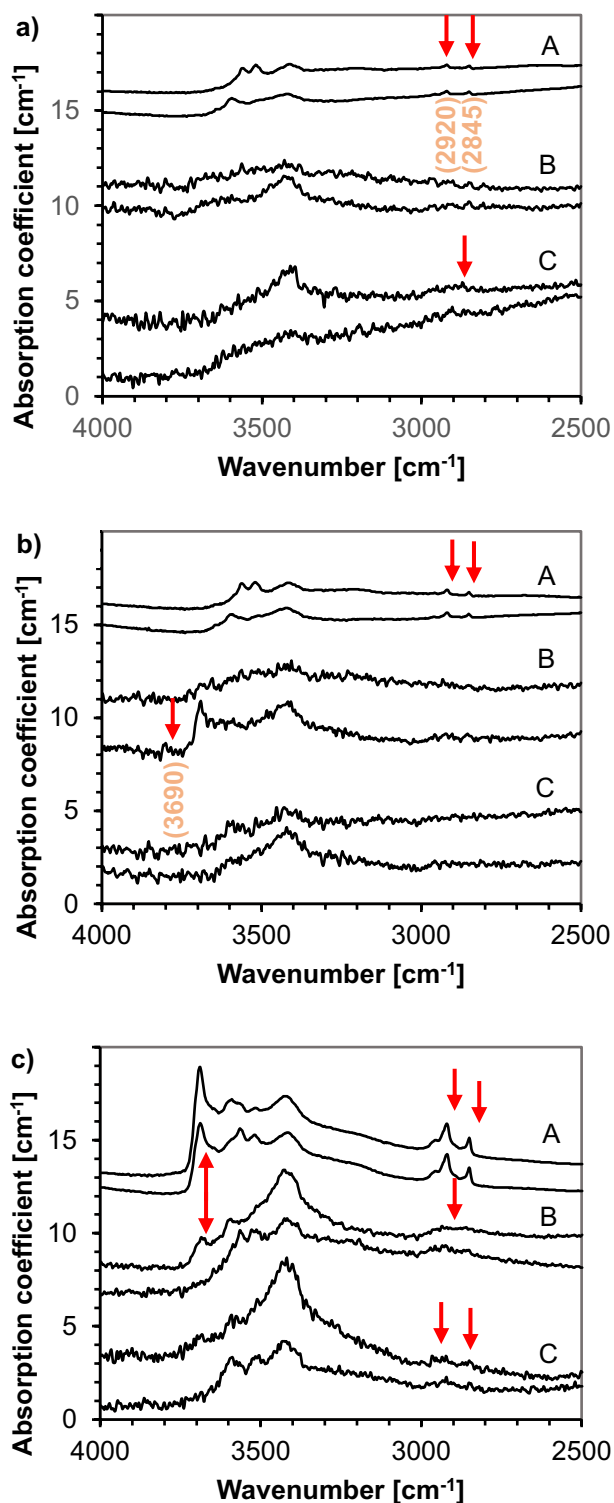 a)
Absorption coefficient [cm-1]
15
10
5
0
A
(2920)
(2845)
B
C
4000 3500 3000 2500
Wavenumber [cm-1]
b)
Absorption coefficient [cm-1]
15
10
5
0
A
B
(3690)
C
4000 3500 3000 2500
Wavenumber [cm-1]
c)
Absorption coefficient [cm-1]
15
10
5
0
A
B
C
4000 3500 3000 2500
Wavenumber [cm-1]